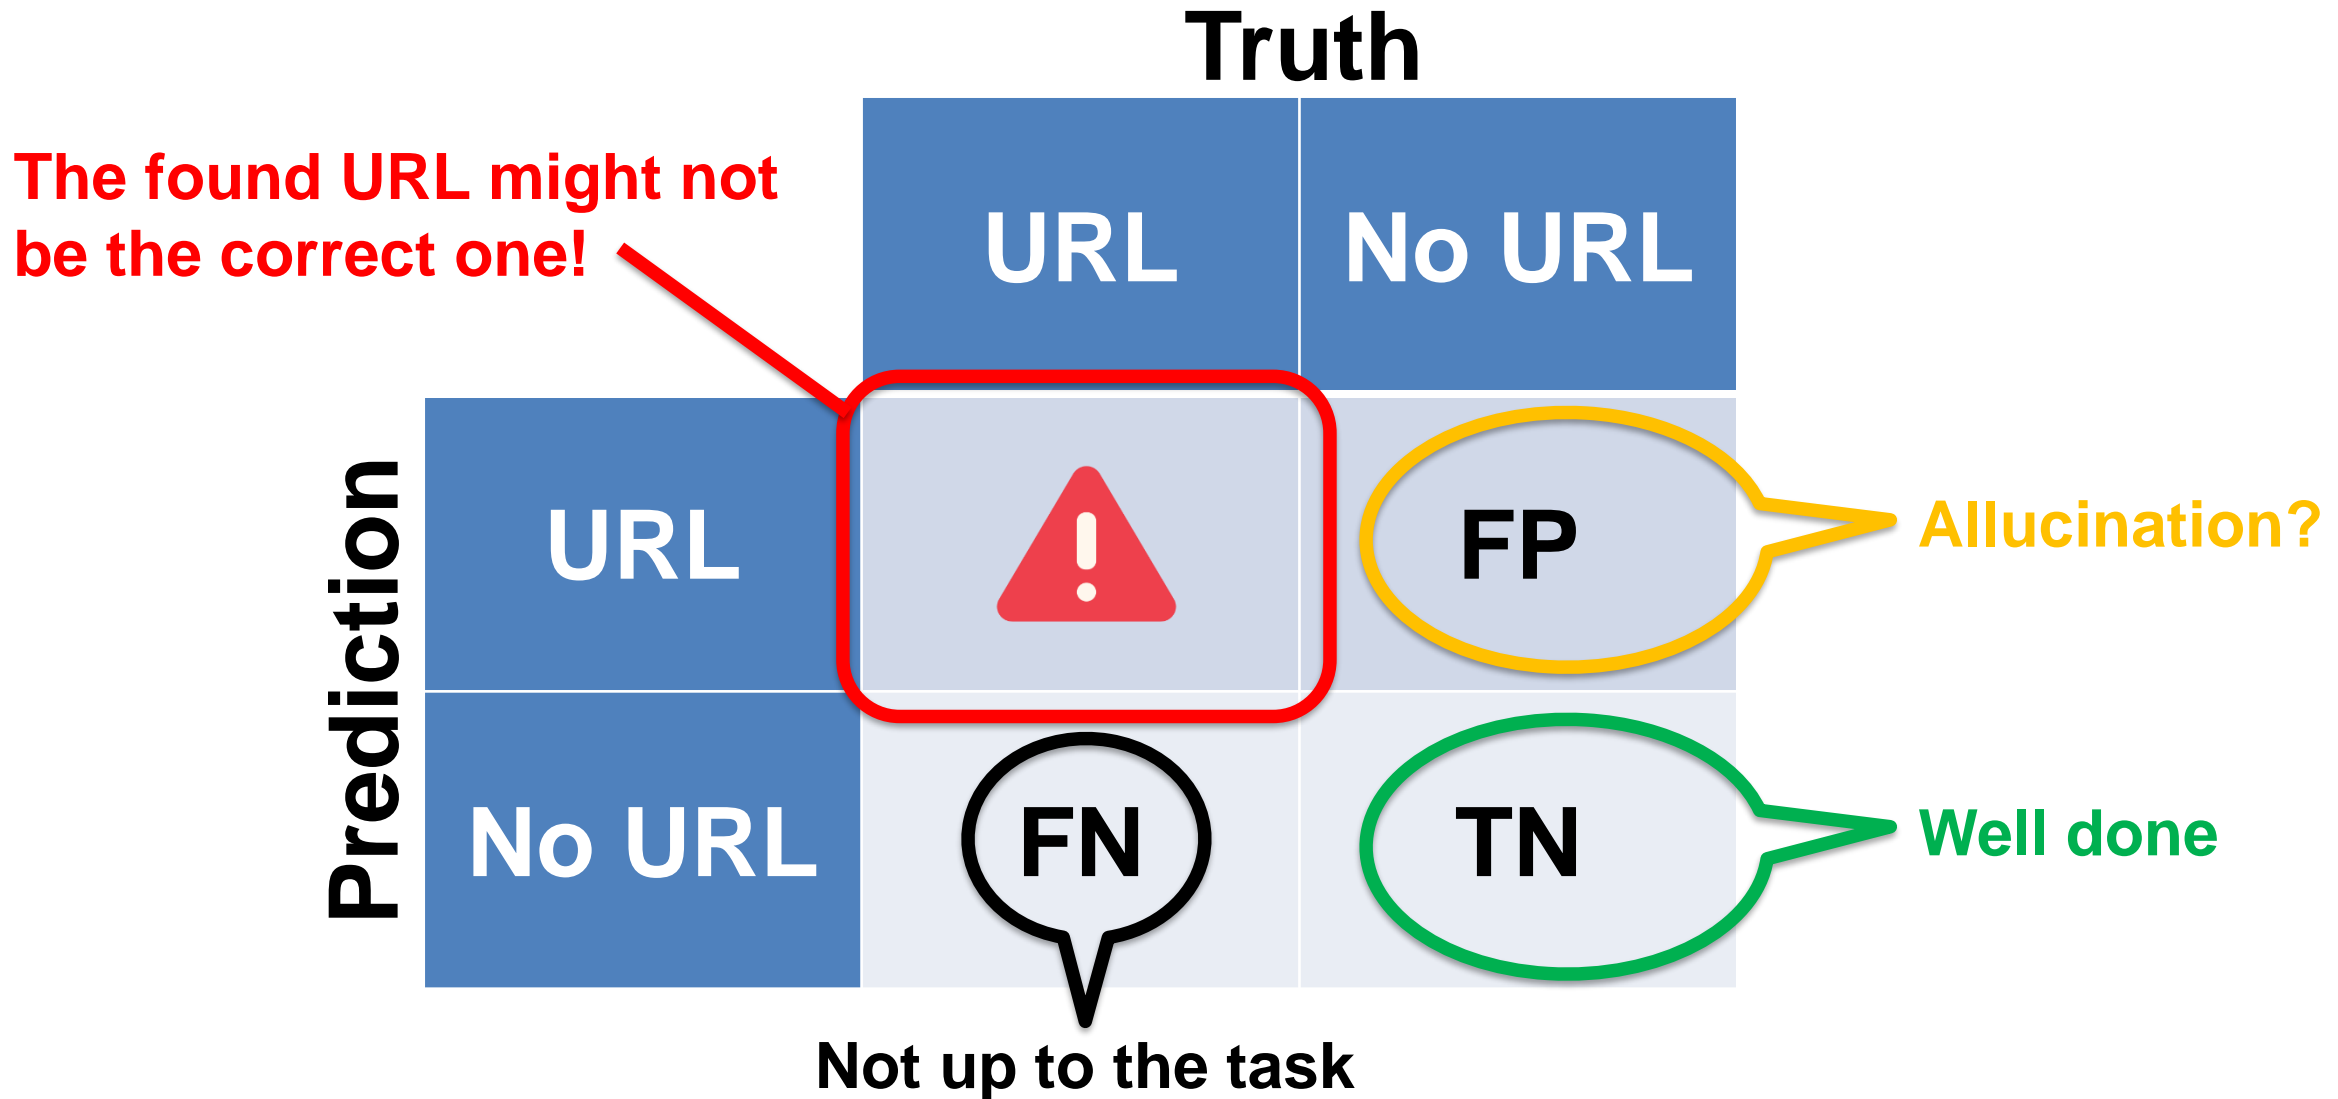 Truth
The found URL might not
be the correct one!
URL
No URL
Prediction
URL
FP
Allucination?
No URL
FN
TN
Well done
Not up to the task